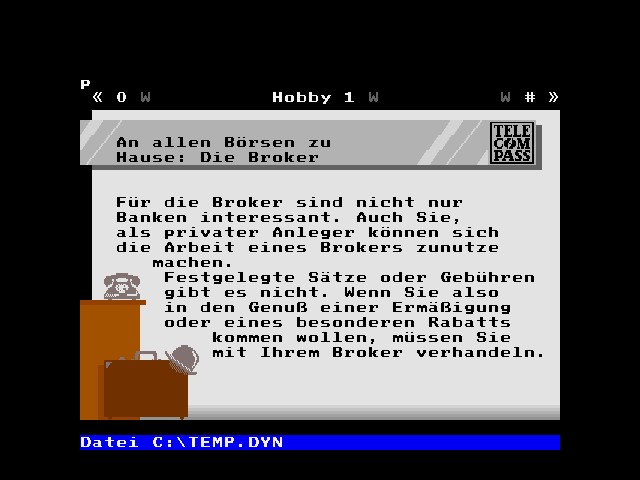 P
« O W Hobby 1 W W # »
An allen Börsen zu
Hause: Die Broker
TELE
COM
PASS
Für die Broker sind nicht nur
Banken interessant. Auch Sie,
als privater Anleger können sich
die Arbeit eines Brokers zunutze
machen.
Festgelegte Sätze oder Gebühren
gibt es nicht. Wenn Sie also
in den Genuß einer Ermäßigung
oder eines besonderen Rabatts
kommen wollen, müssen Sie
mit Ihrem Broker verhandeln.
Datei C:\TEMP.DYN